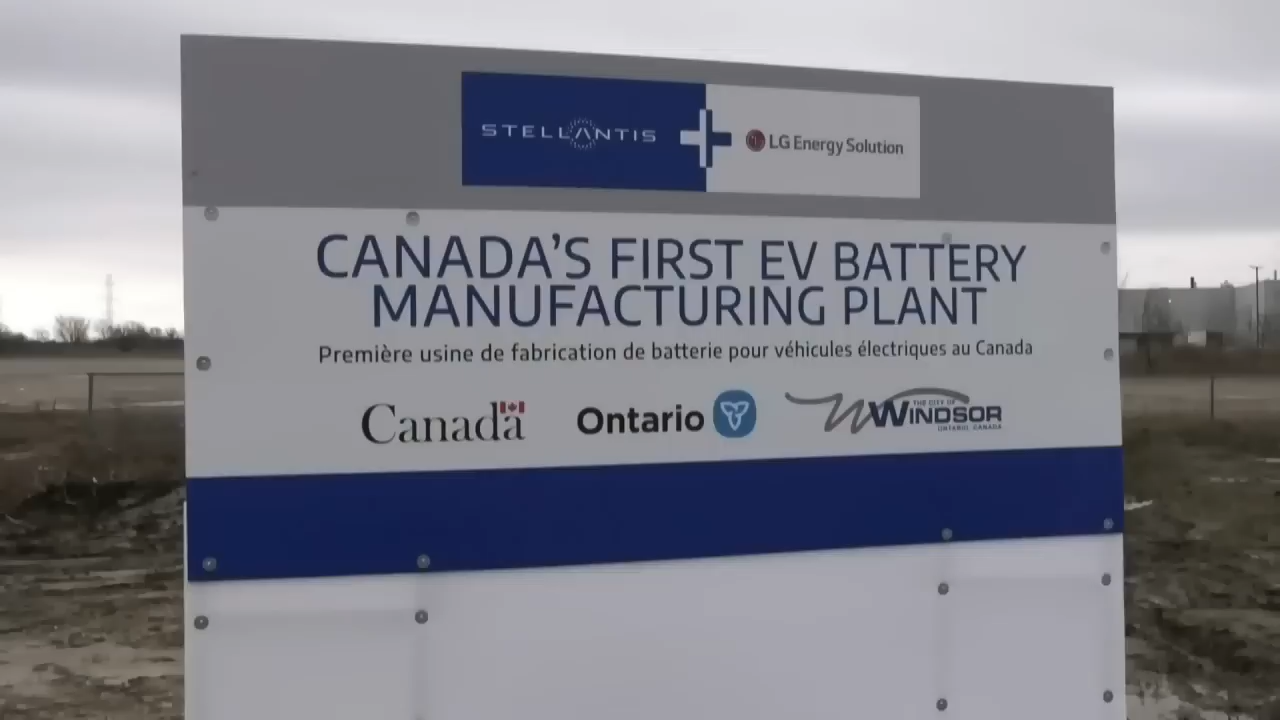 STELLANTIS
LG Energy Solution
CANADA'S FIRST EV BATTERY
MANUFACTURING PLANT
Première usine de fabrication de batterie pour véhicules électriques au Canada
Canada
Ontario
THE CITY OF
WINDSOR
ONTARIO, CANADA